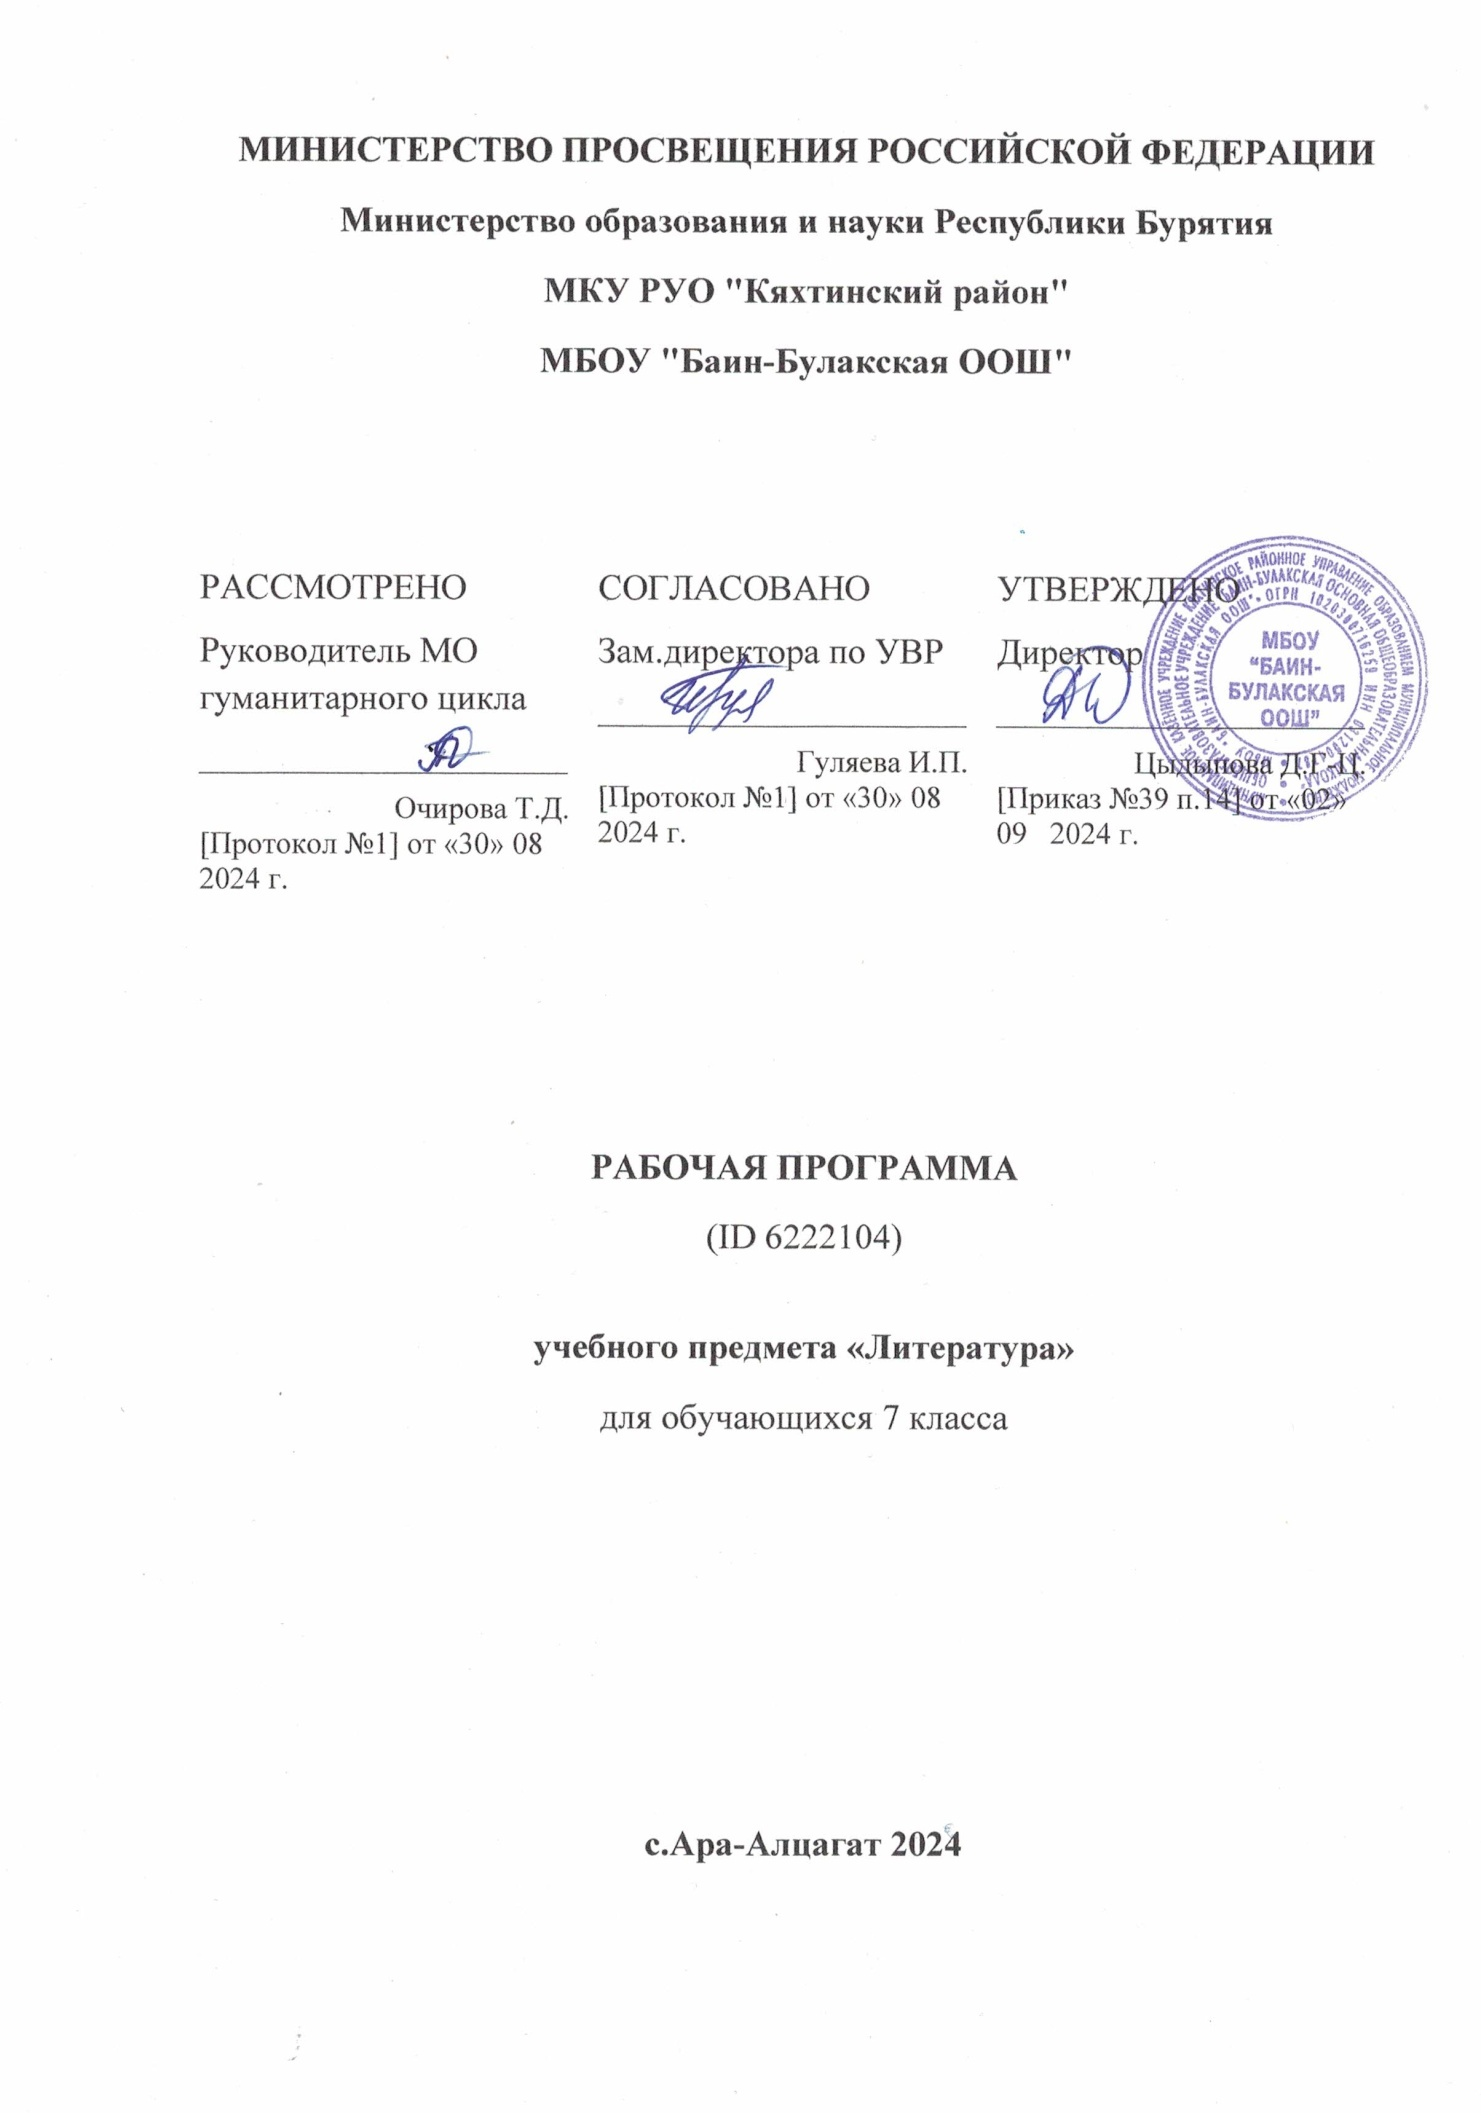 МИНИСТЕРСТВО ПРОСВЕЩЕНИЯ РОССИЙСКОЙ ФЕДЕРАЦИИ
Министерство образования и науки Республики Бурятия
МКУ РУО "Кяхтинский район"
МБОУ "Баин-Булакская ООШ"
РАССМОТРЕНО
Руководитель МО
гуманитарного цикла
Очирова Т.Д.
[Протокол №1] от «30» 08
2024 г.
СОГЛАСОВАНО
Зам.директора по УВР
Гуляева И.П.
[Протокол №1] от «30» 08
2024 г.
УТВЕРЖДЕНО
Директор
Цыдыпова Д.Г-Ц.
[Приказ №39 п.14] от «02»
09 2024 г.
МБОУ
“БАИН-
БУЛАКСКАЯ
ООШ”
РАБОЧАЯ ПРОГРАММА
(ID 6222104)
учебного предмета «Литература»
для обучающихся 7 класса
с.Ара-Алцагат 2024